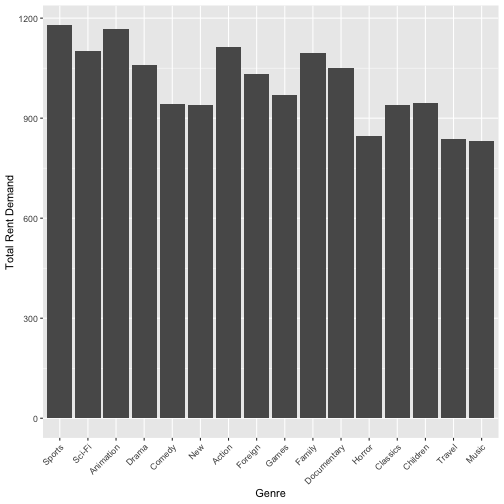 1200
900
600
300
0
Total Rent Demand
Sports
Sci-Fi
Animation
Drama
Comedy
New
Action
Foreign
Games
Family
Documentary
Horror
Classics
Children
Travel
Music
Genre